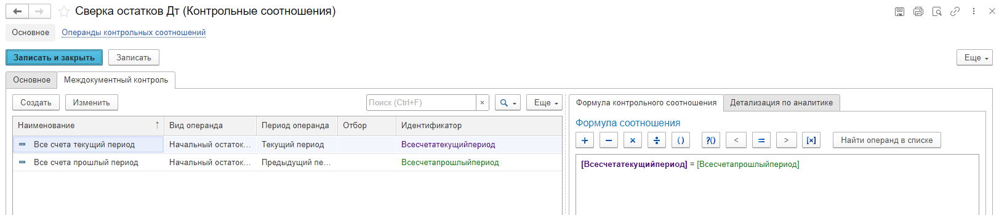 Сверка остатков Дт (Контрольные соотношения)
Основное Операнды контрольных соотношений
Записать и закрыть Записать Еще
Основное Междокументный контроль
Создать Изменить Поиск (Ctrl+F) × Еще
Наименование ↑ Вид операнда Период операнда Отбор Идентификатор
Все счета текущий период Начальный остаток... Текущий период Всесчетатекущийпериод
Все счета прошлый период Начальный остаток... Предыдущий пе... Всесчетапрошлыйпериод
Формула контрольного соотношения Детализация по аналитике
Формула соотношения
+ − × ÷ () ?() < = > [×] Найти операнд в списке
[Всесчетатекущийпериод] = [Всесчетапрошлыйпериод]